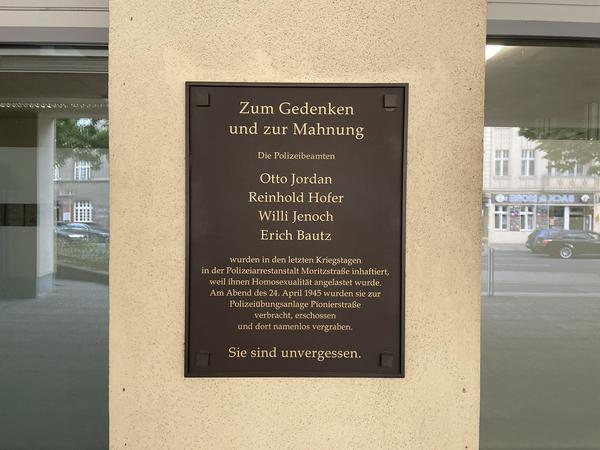 Zum Gedenken
und zur Mahnung
Die Polizeibeamten
Otto Jordan
Reinhold Hofer
Willi Jenoch
Erich Bautz
wurden in den letzten Kriegstagen
in der Polizeiarrestanstalt Moritzstraße inhaftiert,
weil ihnen Homosexualität angelastet wurde.
Am Abend des 24. April 1945 wurden sie zur
Polizeiübungsanlage Pionierstraße
verbracht, erschossen
und dort namenlos vergraben.
Sie sind unvergessen.